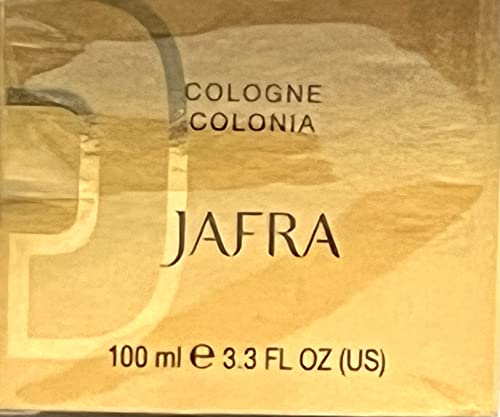 COLOGNE
COLONIA
JAFRA
100 ml ℮ 3.3 FL OZ (US)